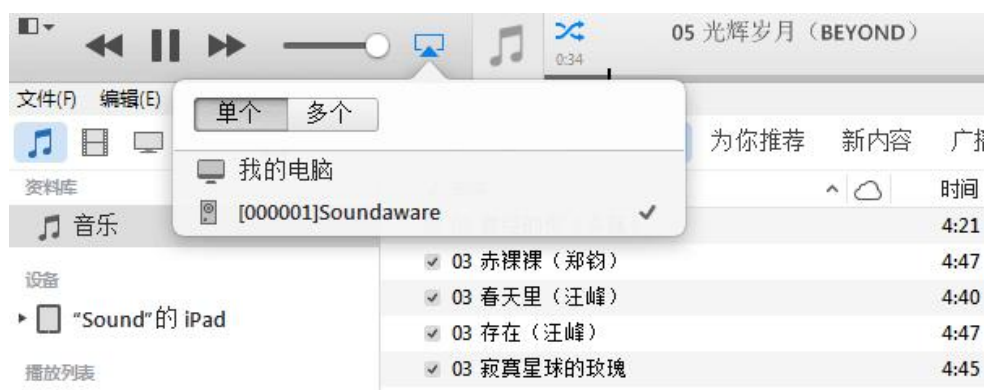 05 光辉岁月（BEYOND）
0:34
文件(F) 编辑(E)
单个 多个
为你推荐 新内容 广播
我的电脑
[000001]Soundaware
资料库
时间
音乐
4:21
03 赤裸裸（郑钧） 4:47
设备
03 春天里（汪峰） 4:40
“Sound”的 iPad
03 存在（汪峰） 4:47
播放列表
03 寂寞星球的玫瑰 4:45